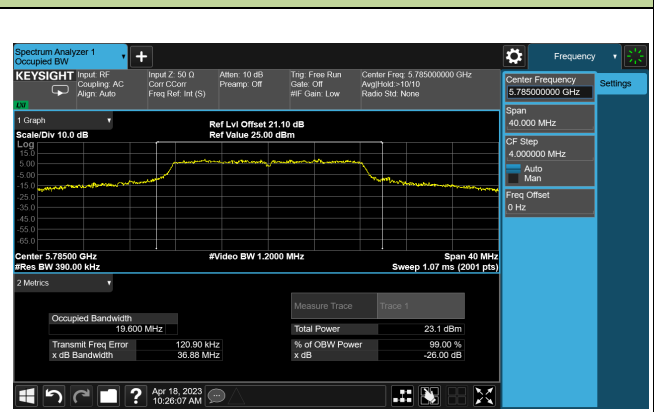 Spectrum Analyzer 1
Occupied BW
Frequency
KEYSIGHT
Input: RF
Coupling: AC
Align: Auto
Input Z: 50 Ω
Corr CCorr
Freq Ref: Int (S)
Atten: 10 dB
Preamp: Off
Trig: Free Run
Gate: Off
#IF Gain: Low
Center Freq: 5.785000000 GHz
Avg|Hold:>10/10
Radio Std: None
LXI
Center Frequency
5.785000000 GHz
Settings
Span
40.000 MHz
CF Step
4.000000 MHz
Auto
Man
Freq Offset
0 Hz
1 Graph
Scale/Div 10.0 dB
Ref Lvl Offset 21.10 dB
Ref Value 25.00 dBm
Log
15.0
5.00
-5.00
-15.0
-25.0
-35.0
-45.0
-55.0
-65.0
Center 5.78500 GHz
#Video BW 1.2000 MHz
Span 40 MHz
#Res BW 390.00 kHz
Sweep 1.07 ms (2001 pts)
2 Metrics
Measure Trace
Trace 1
Occupied Bandwidth
19.600 MHz
Total Power
23.1 dBm
Transmit Freq Error
120.90 kHz
% of OBW Power
99.00 %
x dB Bandwidth
36.88 MHz
x dB
-26.00 dB
?
Apr 18, 2023
10:26:07 AM